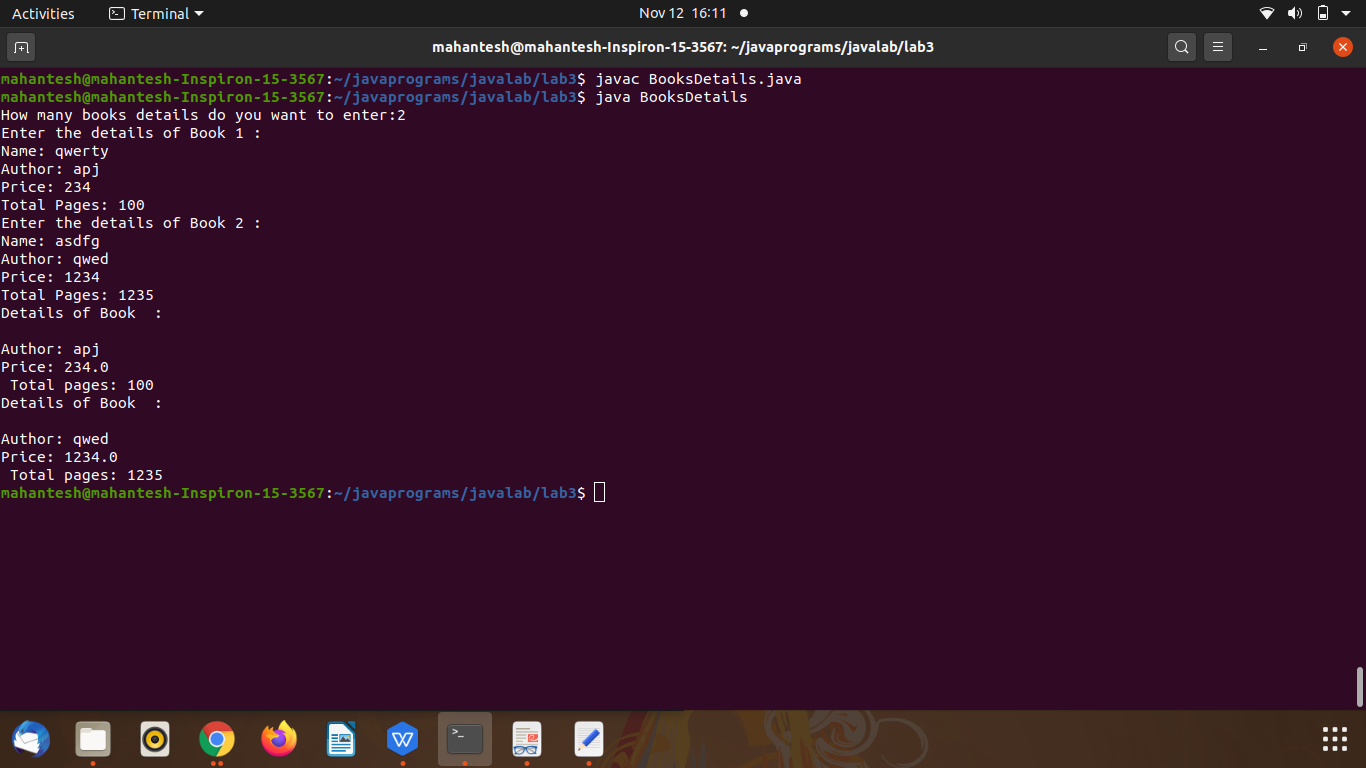 Activities Terminal Nov 12 16:11
mahantesh@mahantesh-Inspiron-15-3567: ~/javaprograms/javalab/lab3
mahantesh@mahantesh-Inspiron-15-3567:~/javaprograms/javalab/lab3$ javac BooksDetails.java
mahantesh@mahantesh-Inspiron-15-3567:~/javaprograms/javalab/lab3$ java BooksDetails
How many books details do you want to enter:2
Enter the details of Book 1 :
Name: qwerty
Author: apj
Price: 234
Total Pages: 100
Enter the details of Book 2 :
Name: asdfg
Author: qwed
Price: 1234
Total Pages: 1235
Details of Book  :
Author: apj
Price: 234.0
 Total pages: 100
Details of Book  :
Author: qwed
Price: 1234.0
 Total pages: 1235
mahantesh@mahantesh-Inspiron-15-3567:~/javaprograms/javalab/lab3$